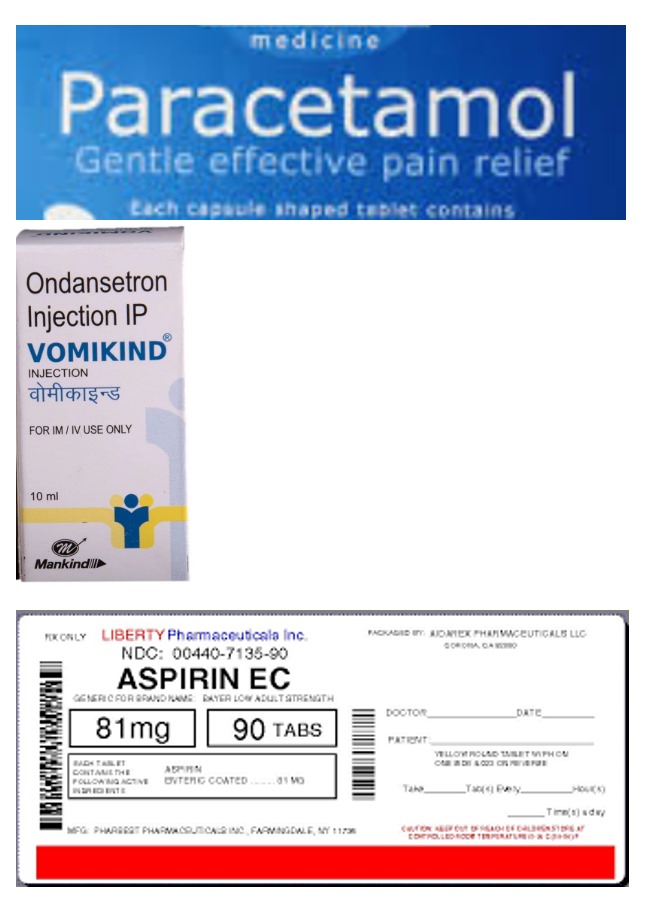 medicine
Paracetamol
Gentle effective pain relief
Each capsule shaped tablet contains
Ondansetron
Injection IP
VOMIKIND®
INJECTION
वोमीकाइन्ड
FOR IM / IV USE ONLY
10 ml
Mankind
RX ONLY
LIBERTY Pharmaceuticals Inc.
NDC: 00440-7135-90
ASPIRIN EC
GENERIC FOR BRAND NAME BAYER LOW ADULT STRENGTH
81mg
90 TABS
EACH TABLET
CONTAINS THE
FOLLOWING ACTIVE
INGREDIENTS
ASPIRIN
ENTERIC COATED ......... 81 MG
MFG: PHARBEST PHARMACEUTICALS INC., FARMINGDALE, NY 11735
PACKAGED BY: AIDAREX PHARMACEUTICALS LLC
CORONA, CA
DOCTOR DATE
PATIENT
YELLOW ROUND TABLET WITH ON
ONE SIDE & ON REVERSE
Take Tab(s) Every Hour(s)
Time(s) a day
CAUTION: KEEP OUT OF REACH OF CHILDREN STORE AT
CONTROLLED ROOM TEMPERATURE